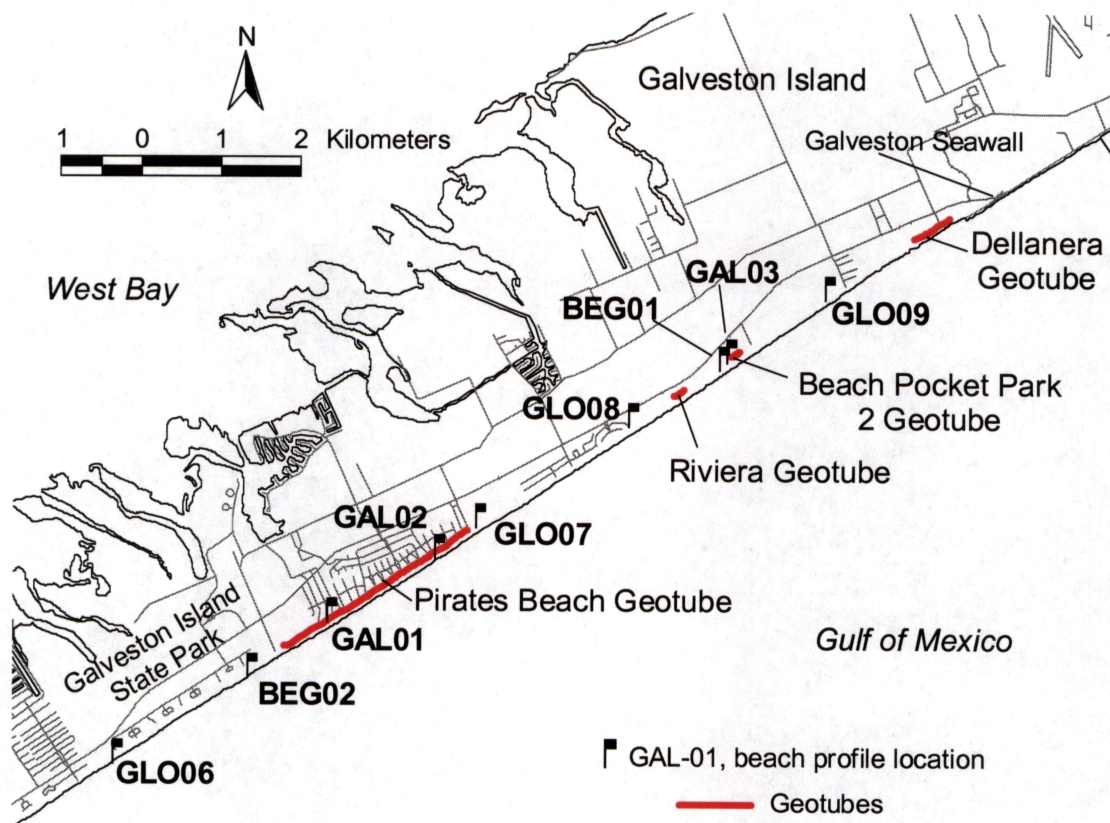 N
1 0 1 2 Kilometers
Galveston Island
Galveston Seawall
Dellanera
Geotube
West Bay
GAL03
BEG01
GLO09
Beach Pocket Park
2 Geotube
GLO08
Riviera Geotube
GAL02
GLO07
Pirates Beach Geotube
GAL01
Galveston Island
State Park
Gulf of Mexico
BEG02
GLO06
GAL-01, beach profile location
Geotubes